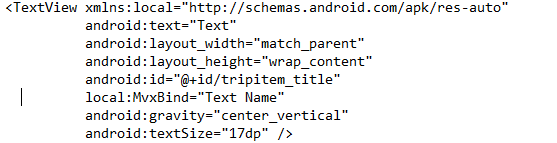 <TextView xmlns:local="http://schemas.android.com/apk/res-auto"
android:text="Text"
android:layout_width="match_parent"
android:layout_height="wrap_content"
android:id="@+id/tripitem_title"
local:MvxBind="Text Name"
android:gravity="center_vertical"
android:textSize="17dp" />